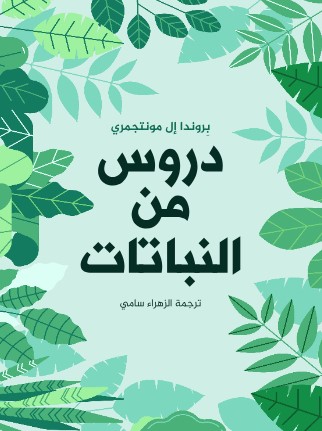 بروندا إل مونتجمري
دروس
من
النباتات
ترجمة الزهراء سامي